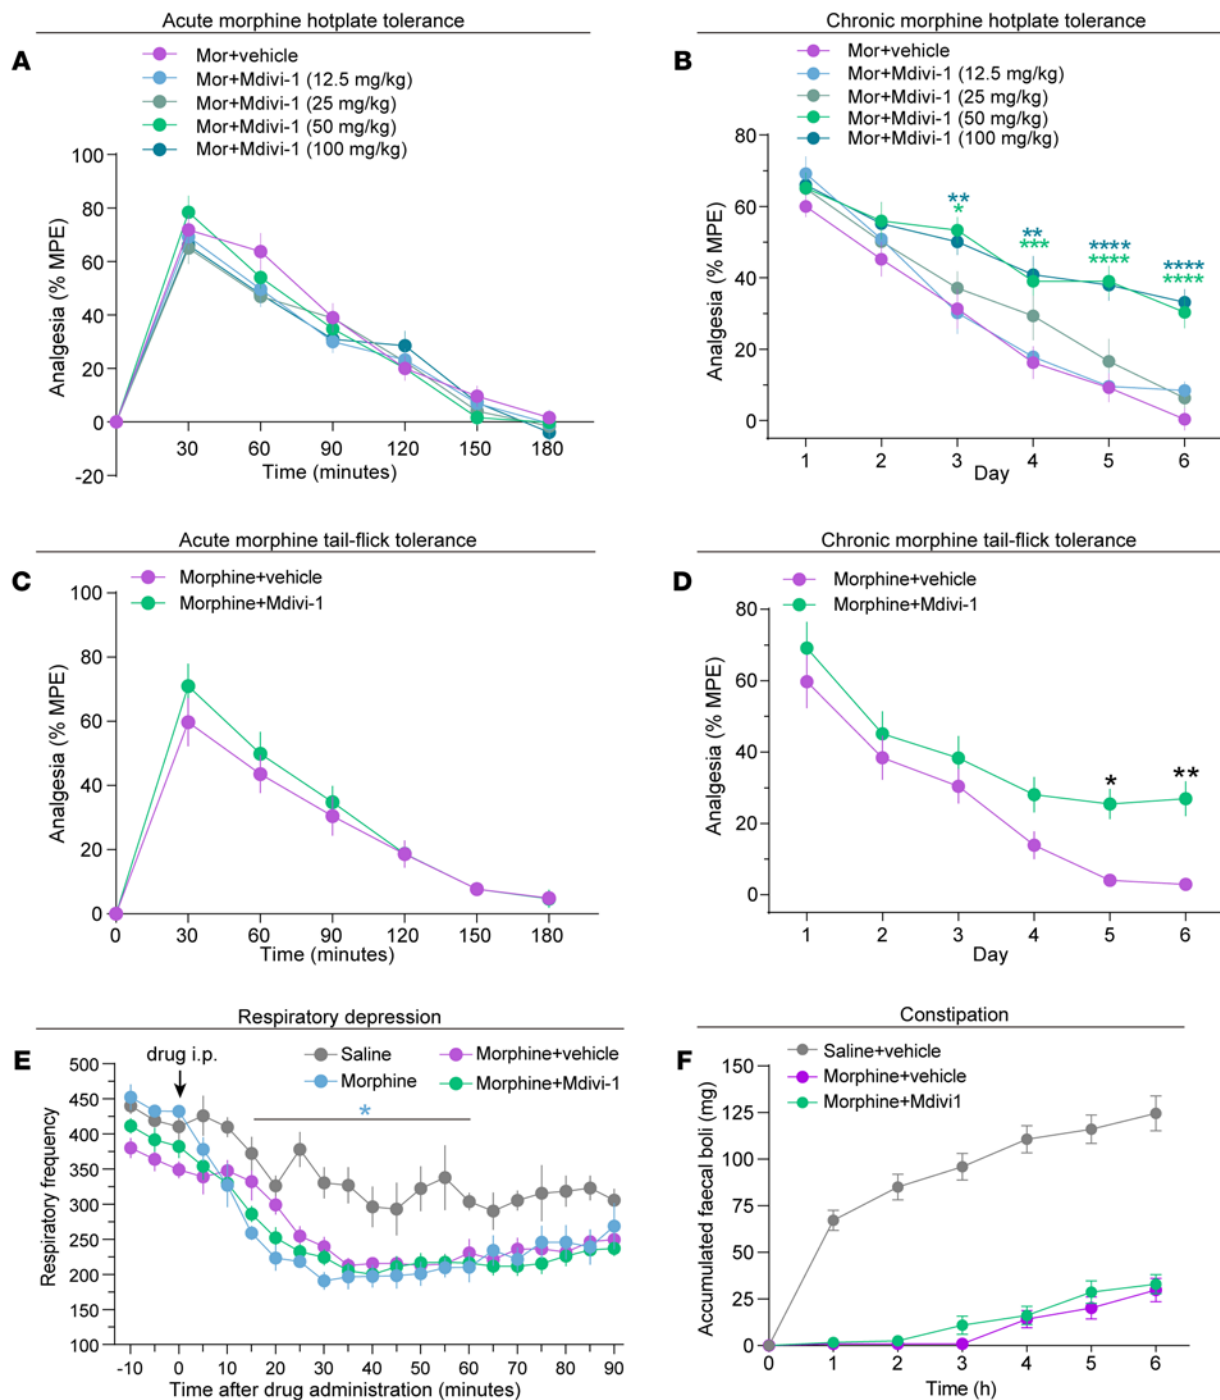 Acute morphine hotplate tolerance
A
Mor+vehicle
Mor+Mdivi-1 (12.5 mg/kg)
Mor+Mdivi-1 (25 mg/kg)
Mor+Mdivi-1 (50 mg/kg)
Mor+Mdivi-1 (100 mg/kg)
Analgesia (% MPE)
100
80
60
40
20
0
-20
30 60 90 120 150 180
Time (minutes)
Chronic morphine hotplate tolerance
B
Mor+vehicle
Mor+Mdivi-1 (12.5 mg/kg)
Mor+Mdivi-1 (25 mg/kg)
Mor+Mdivi-1 (50 mg/kg)
Mor+Mdivi-1 (100 mg/kg)
Analgesia (% MPE)
80
60
40
20
0
** ** **** ****
* *** **** ****
1 2 3 4 5 6
Day
Acute morphine tail-flick tolerance
C
Morphine+vehicle
Morphine+Mdivi-1
Analgesia (% MPE)
100
80
60
40
20
0
0 30 60 90 120 150 180
Time (minutes)
Chronic morphine tail-flick tolerance
D
Morphine+vehicle
Morphine+Mdivi-1
Analgesia (% MPE)
80
60
40
20
0
* **
1 2 3 4 5 6
Day
Respiratory depression
E
drug i.p.
Saline
Morphine
Morphine+vehicle
Morphine+Mdivi-1
*
Respiratory frequency
500
450
400
350
300
250
200
150
100
-10 0 10 20 30 40 50 60 70 80 90
Time after drug administration (minutes)
Constipation
F
Saline+vehicle
Morphine+vehicle
Morphine+Mdivi1
Accumulated faecal boli (mg)
150
125
100
75
50
25
0
0 1 2 3 4 5 6
Time (h)